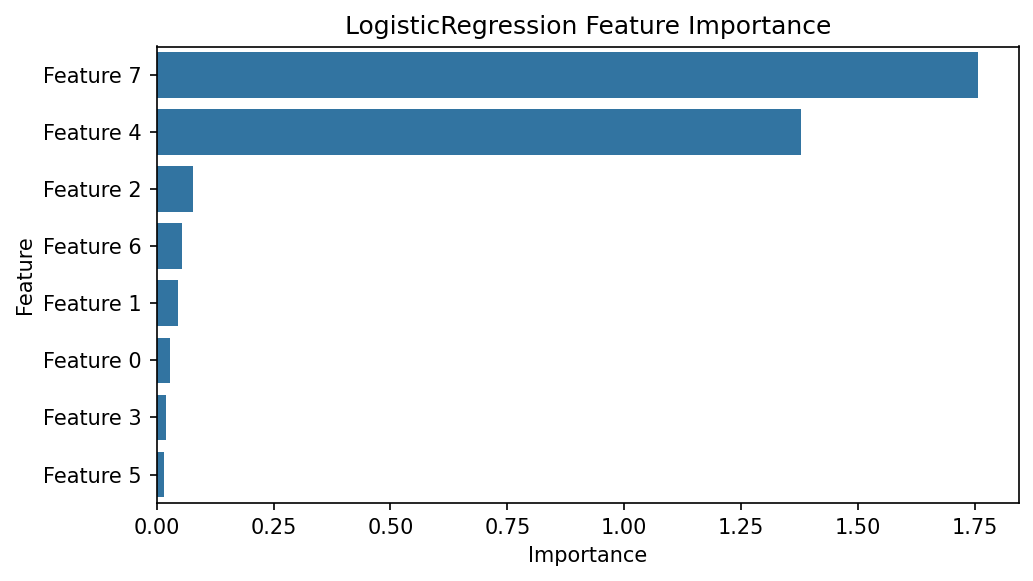 LogisticRegression Feature Importance
Feature 7
Feature 4
Feature 2
Feature 6
Feature 1
Feature 0
Feature 3
Feature 5
Feature
0.00 0.25 0.50 0.75 1.00 1.25 1.50 1.75
Importance